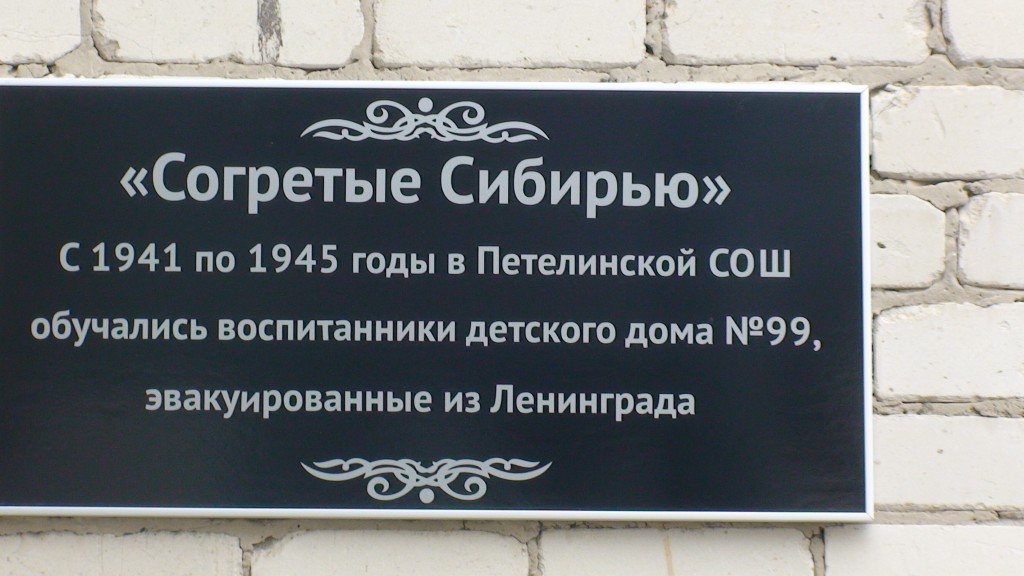 «Согретые Сибирью»
С 1941 по 1945 годы в Петелинской СОШ
обучались воспитанники детского дома №99,
эвакуированные из Ленинграда